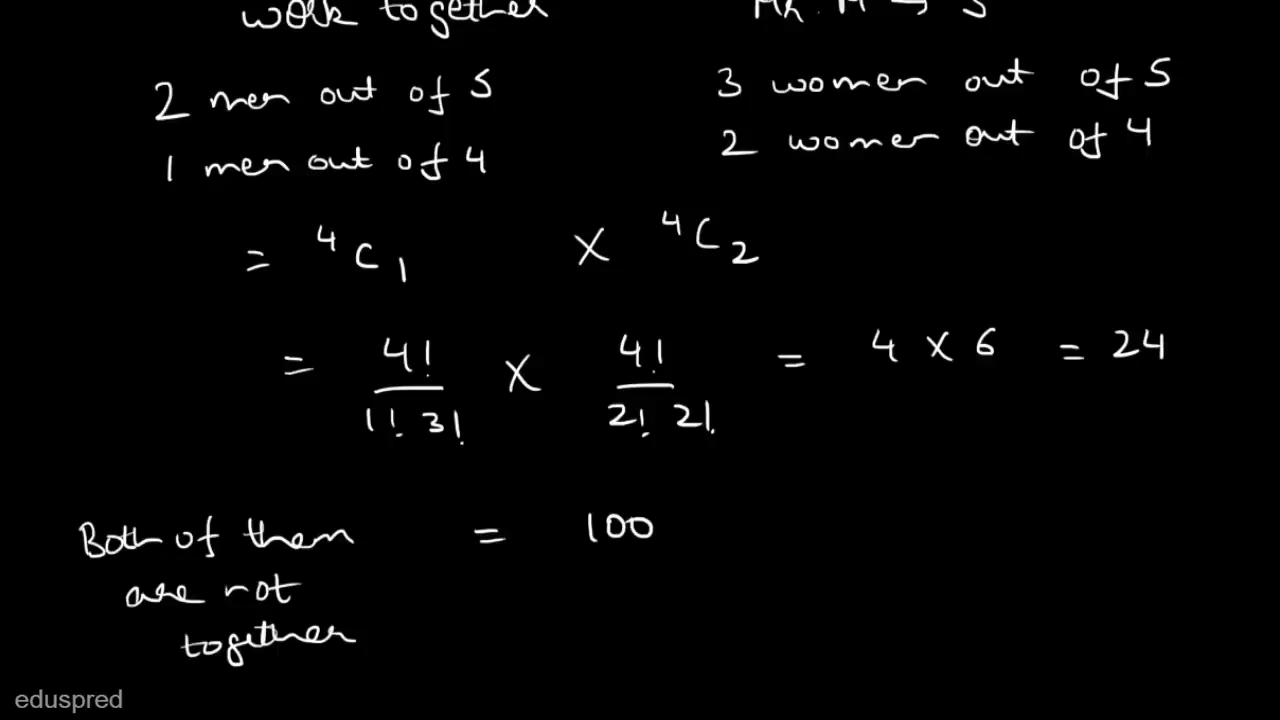 work together
2 men out of 5
3 women out of 5
1 men out of 4
2 women out of 4
= ⁴C₁ × ⁴C₂
= 4!/1! 3! × 4!/2! 2! = 4 × 6 = 24
Both of them = 100
are not
together
eduspred